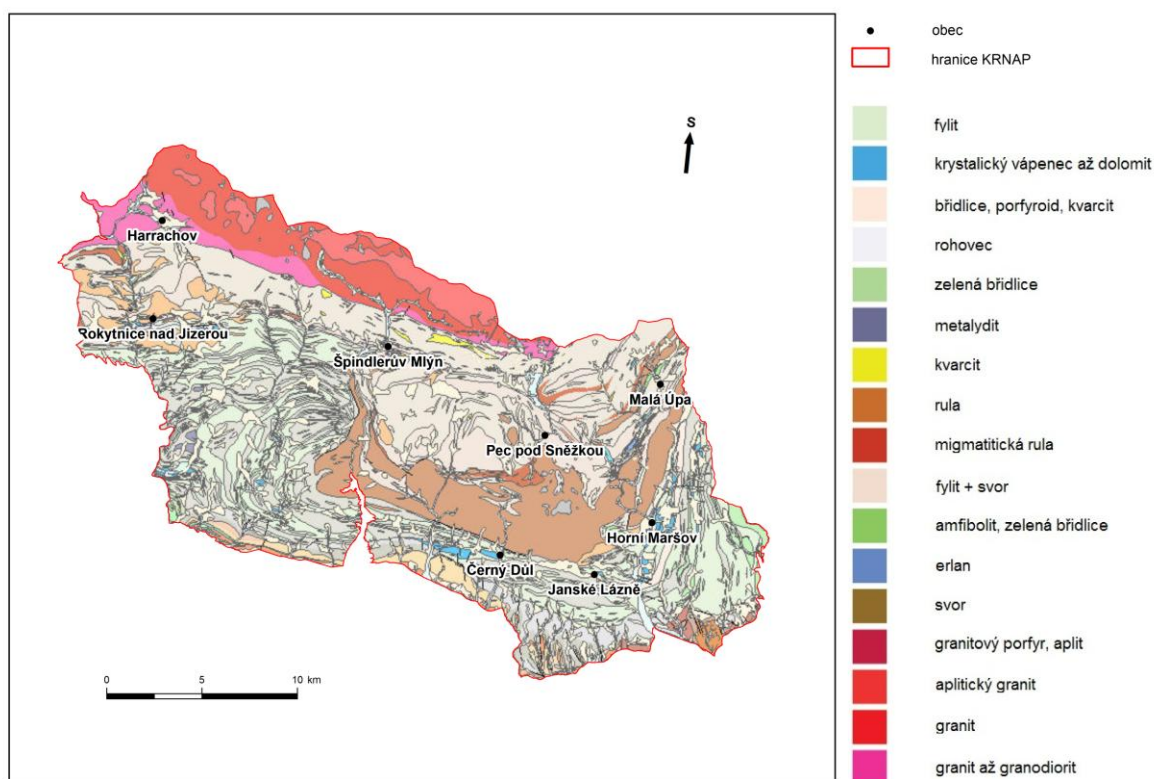 S
Harrachov
Rokytnice nad Jizerou
Špindlerův Mlýn
Malá Úpa
Pec pod Sněžkou
Horní Maršov
Černý Důl
Janské Lázně
0 5 10 km
obec
hranice KRNAP
fylit
krystalický vápenec až dolomit
břidlice, porfyroid, kvarcit
rohovec
zelená břidlice
metalydit
kvarcit
rula
migmatitická rula
fylit + svor
amfibolit, zelená břidlice
erlan
svor
granitový porfyr, aplit
aplitický granit
granit
granit až granodiorit